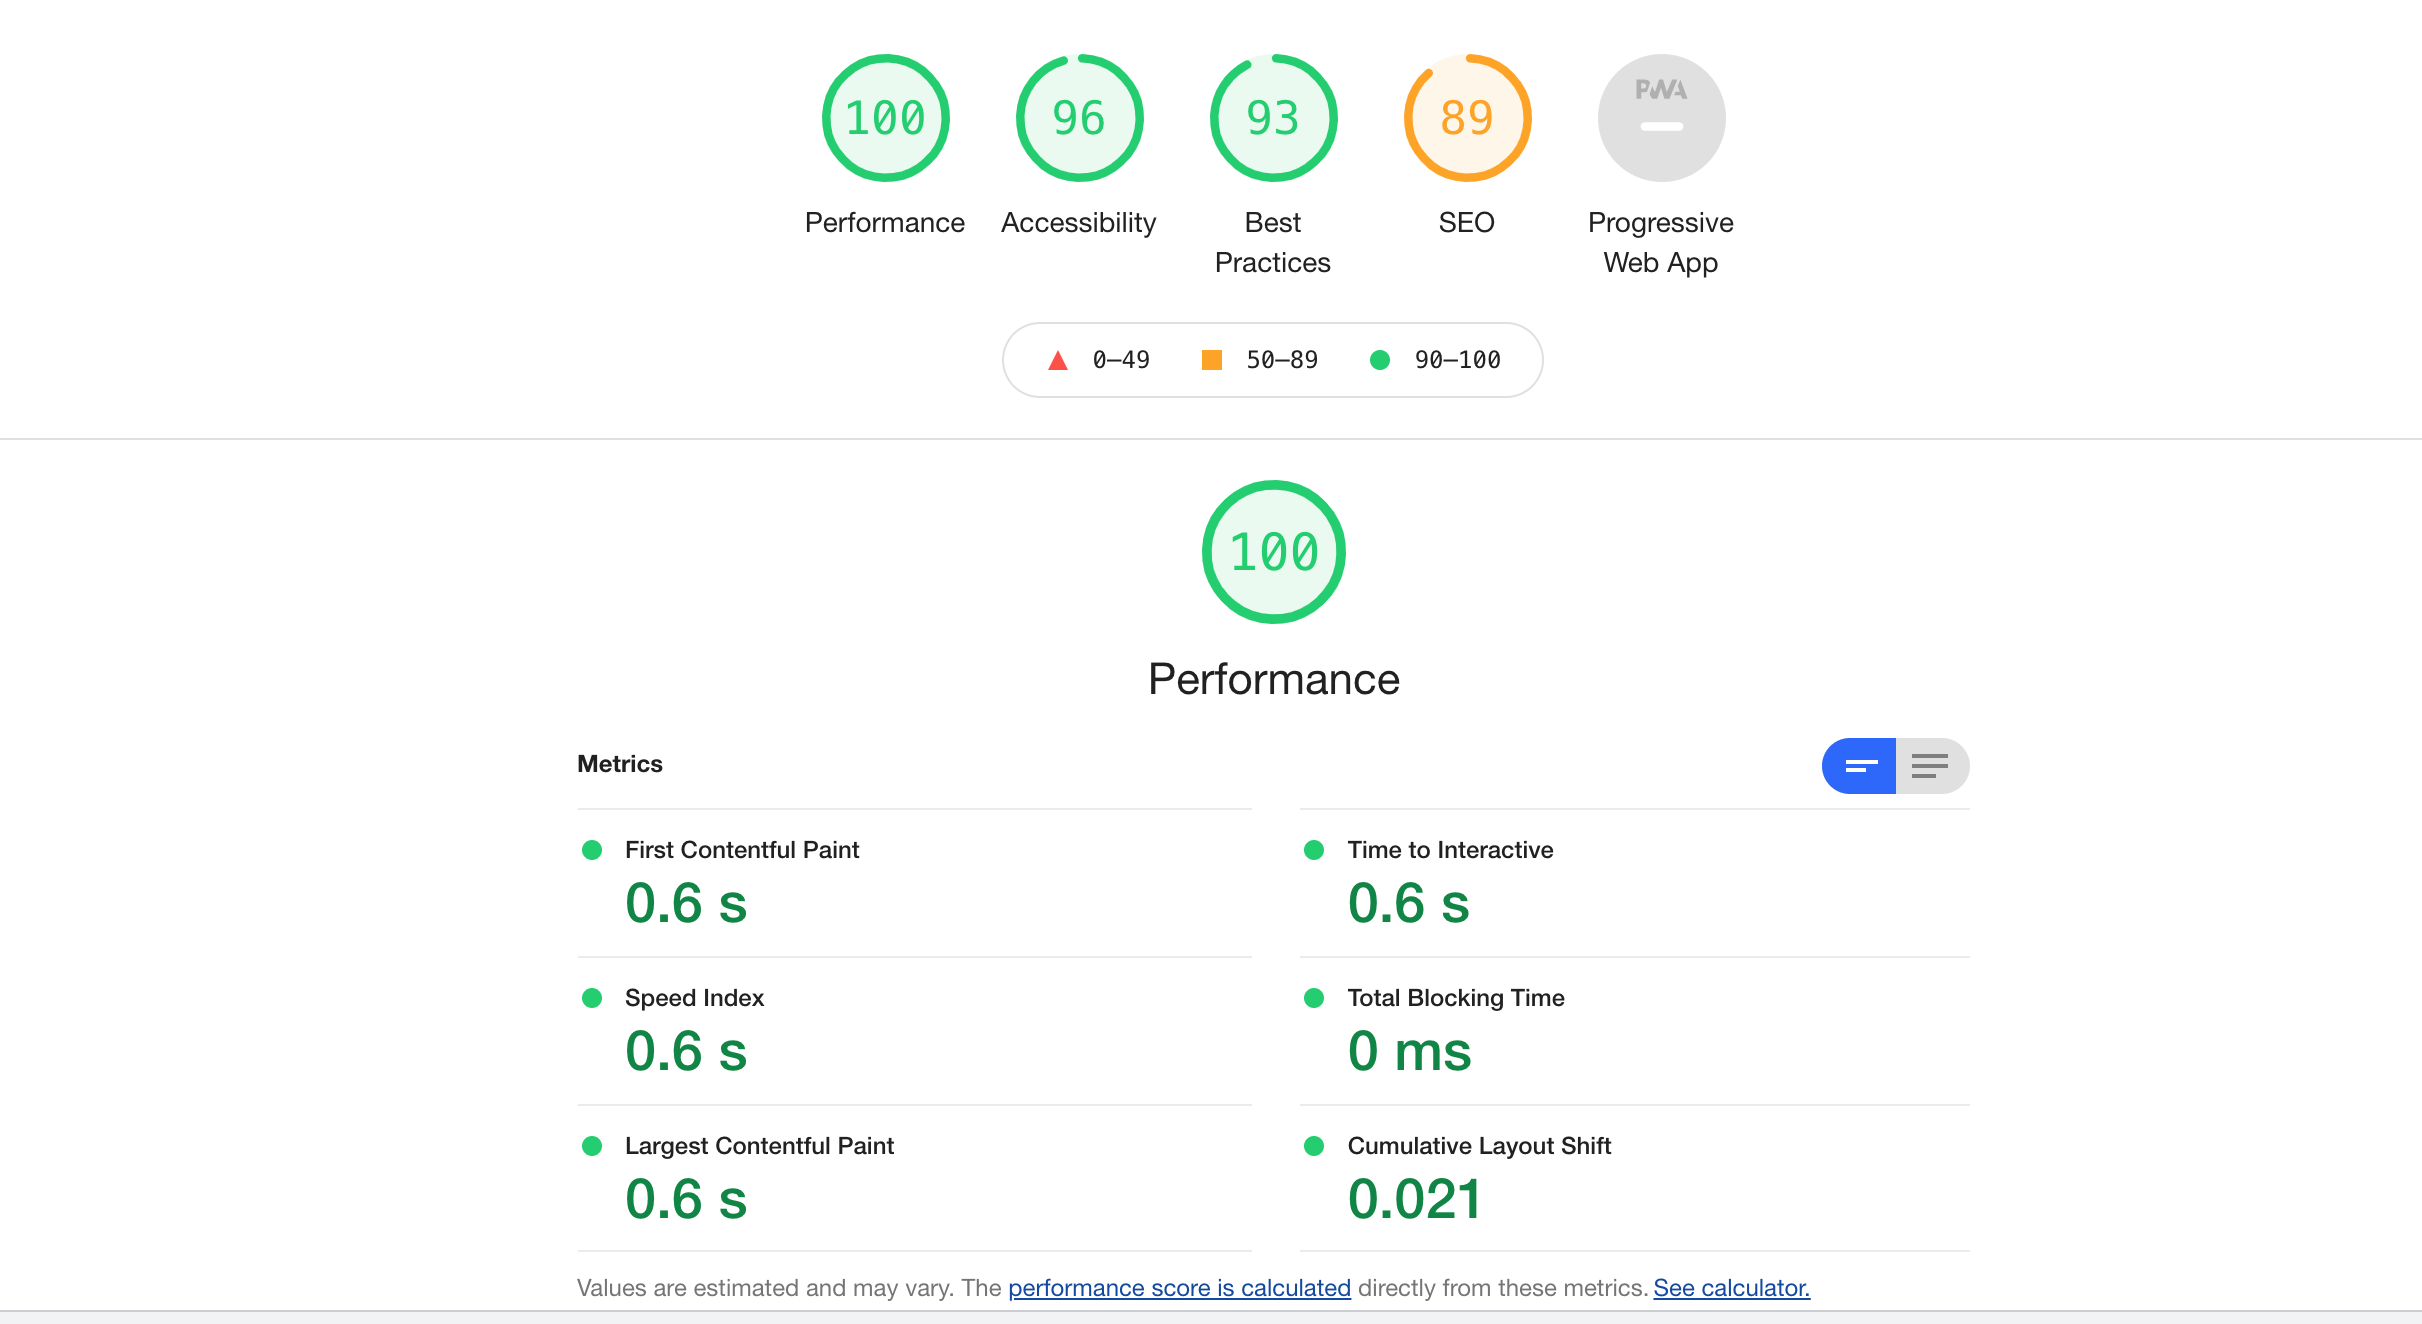 100
96
93
89
PWA
Performance
Accessibility
Best
Practices
SEO
Progressive
Web App
0–49
50–89
90–100
100
Performance
Metrics
First Contentful Paint
0.6 s
Time to Interactive
0.6 s
Speed Index
0.6 s
Total Blocking Time
0 ms
Largest Contentful Paint
0.6 s
Cumulative Layout Shift
0.021
Values are estimated and may vary. The performance score is calculated directly from these metrics. See calculator.